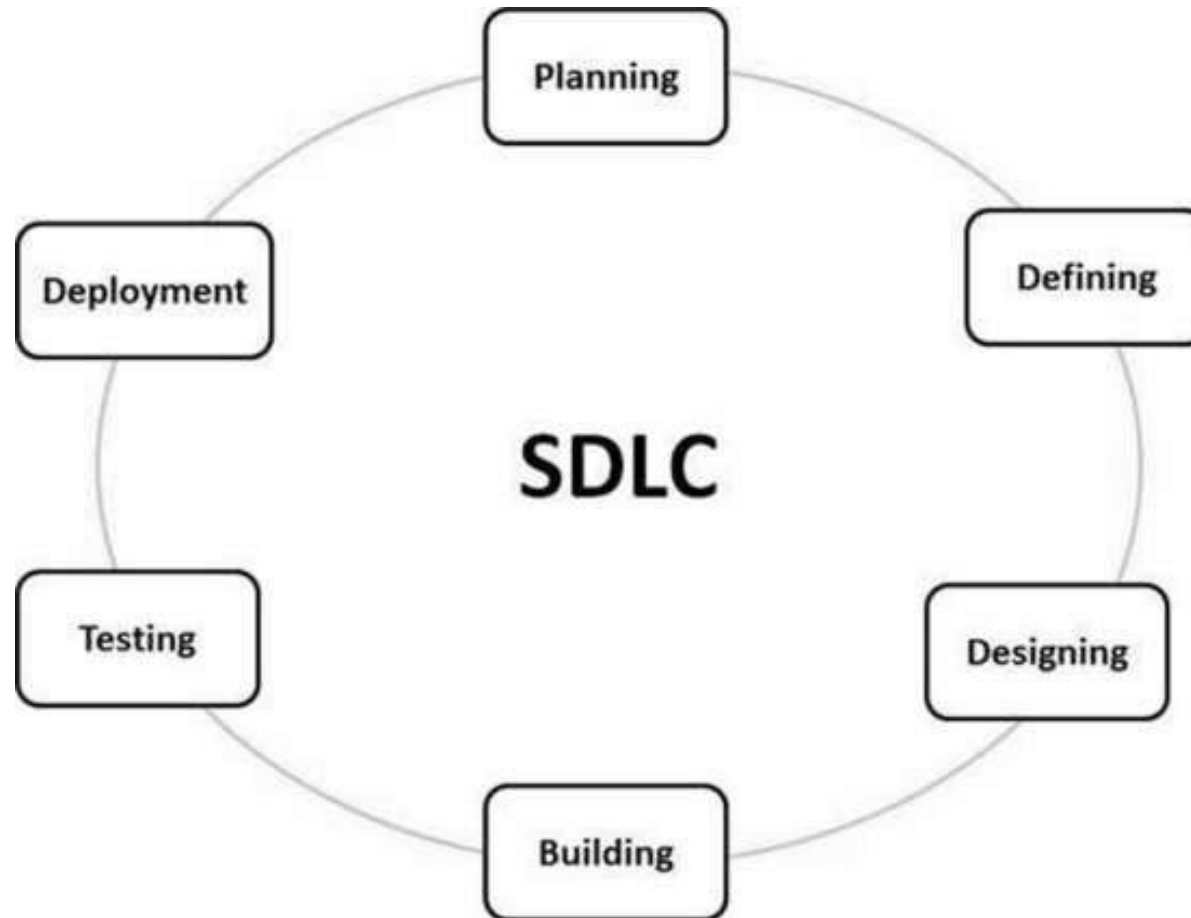 Planning
Defining
Designing
Building
Testing
Deployment
SDLC